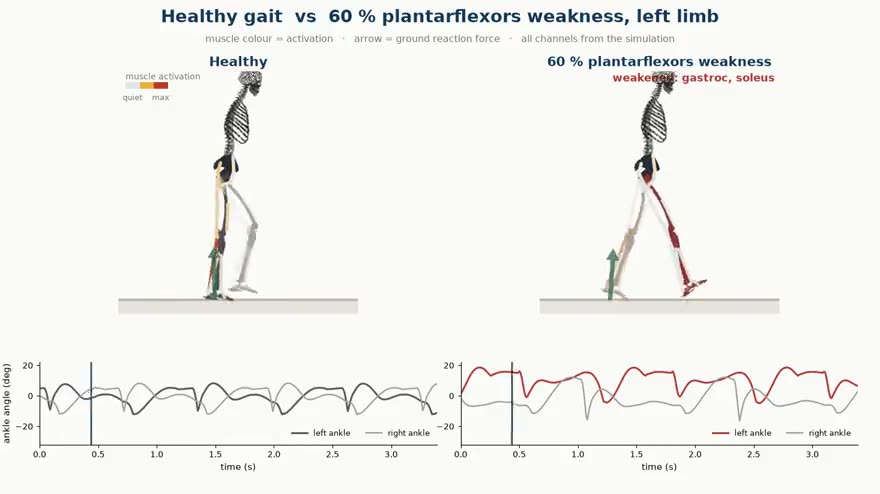 Healthy gait vs 60 % plantarflexors weakness, left limb
muscle colour = activation · arrow = ground reaction force · all channels from the simulation
Healthy
60 % plantarflexors weakness
muscle activation
quiet max
weakened: gastroc, soleus
ankle angle (deg)
20
0
−20
left ankle right ankle
0.0 0.5 1.0 1.5 2.0 2.5 3.0
time (s)
20
0
−20
left ankle right ankle
0.0 0.5 1.0 1.5 2.0 2.5 3.0
time (s)